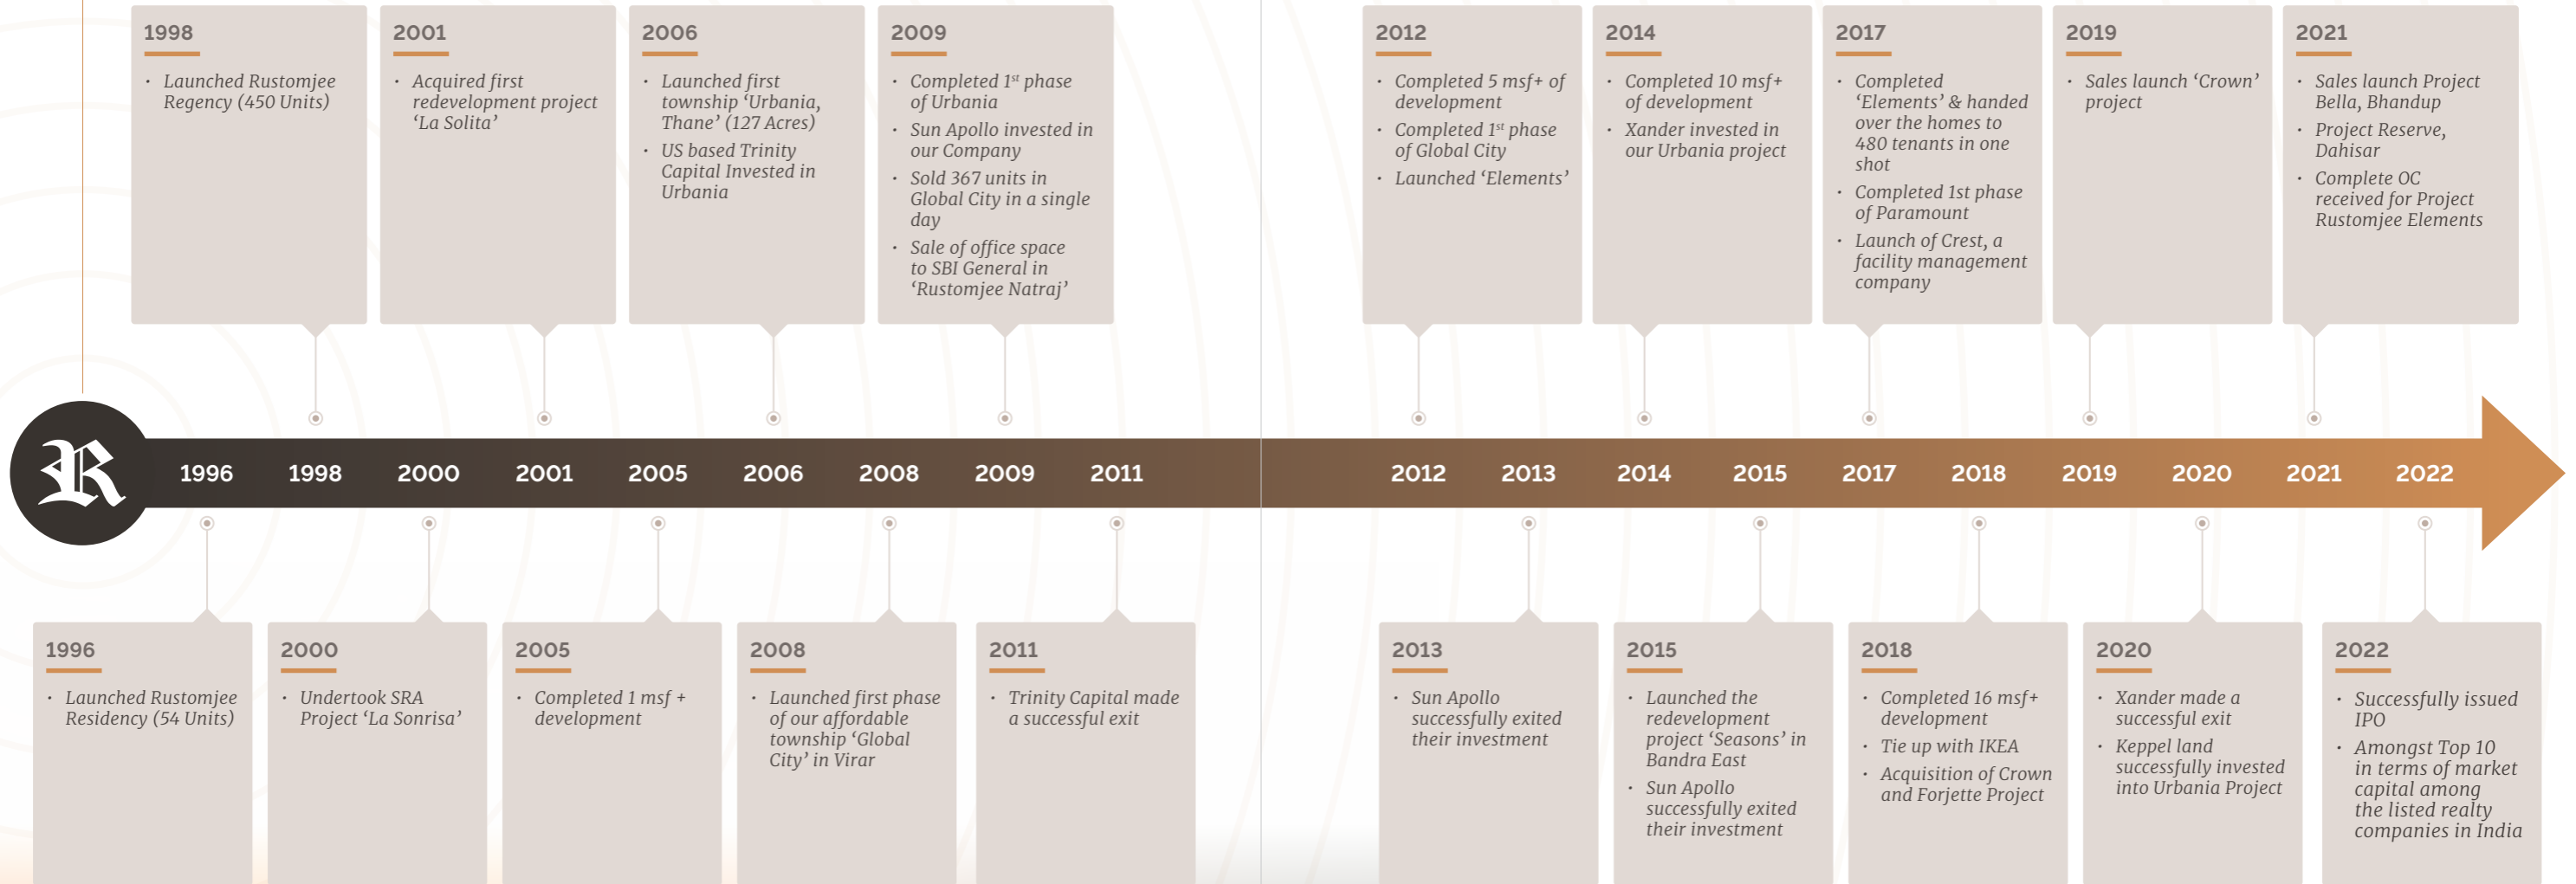 1998
• Launched Rustomjee
Regency (450 Units)
2001
• Acquired first
redevelopment project
‘La Solita’
2006
• Launched first
township ‘Urbania,
Thane’ (127 Acres)
• US based Trinity
Capital Invested in
Urbania
2009
• Completed 1st phase
of Urbania
• Sun Apollo invested in
our Company
• Sold 367 units in
Global City in a single
day
• Sale of office space
to SBI General in
‘Rustomjee Natraj’
2012
• Completed 5 msf+ of
development
• Completed 1st phase
of Global City
• Launched ‘Elements’
2014
• Completed 10 msf+
of development
• Xander invested in
our Urbania project
2017
• Completed
‘Elements’ & handed
over the homes to
480 tenants in one
shot
• Completed 1st phase
of Paramount
• Launch of Crest, a
facility management
company
2019
• Sales launch ‘Crown’
project
2021
• Sales launch Project
Bella, Bhandup
• Project Reserve,
Dahisar
• Complete OC
received for Project
Rustomjee Elements
R 1996 1998 2000 2001 2005 2006 2008 2009 2011 2012 2013 2014 2015 2017 2018 2019 2020 2021 2022
1996
• Launched Rustomjee
Residency (54 Units)
2000
• Undertook SRA
Project ‘La Sonrisa’
2005
• Completed 1 msf +
development
2008
• Launched first phase
of our affordable
township ‘Global
City’ in Virar
2011
• Trinity Capital made
a successful exit
2013
• Sun Apollo
successfully exited
their investment
2015
• Launched the
redevelopment
project ‘Seasons’ in
Bandra East
• Sun Apollo
successfully exited
their investment
2018
• Completed 16 msf+
development
• Tie up with IKEA
• Acquisition of Crown
and Forjette Project
2020
• Xander made a
successful exit
• Keppel land
successfully invested
into Urbania Project
2022
• Successfully issued
IPO
• Amongst Top 10
in terms of market
capital among
the listed realty
companies in India